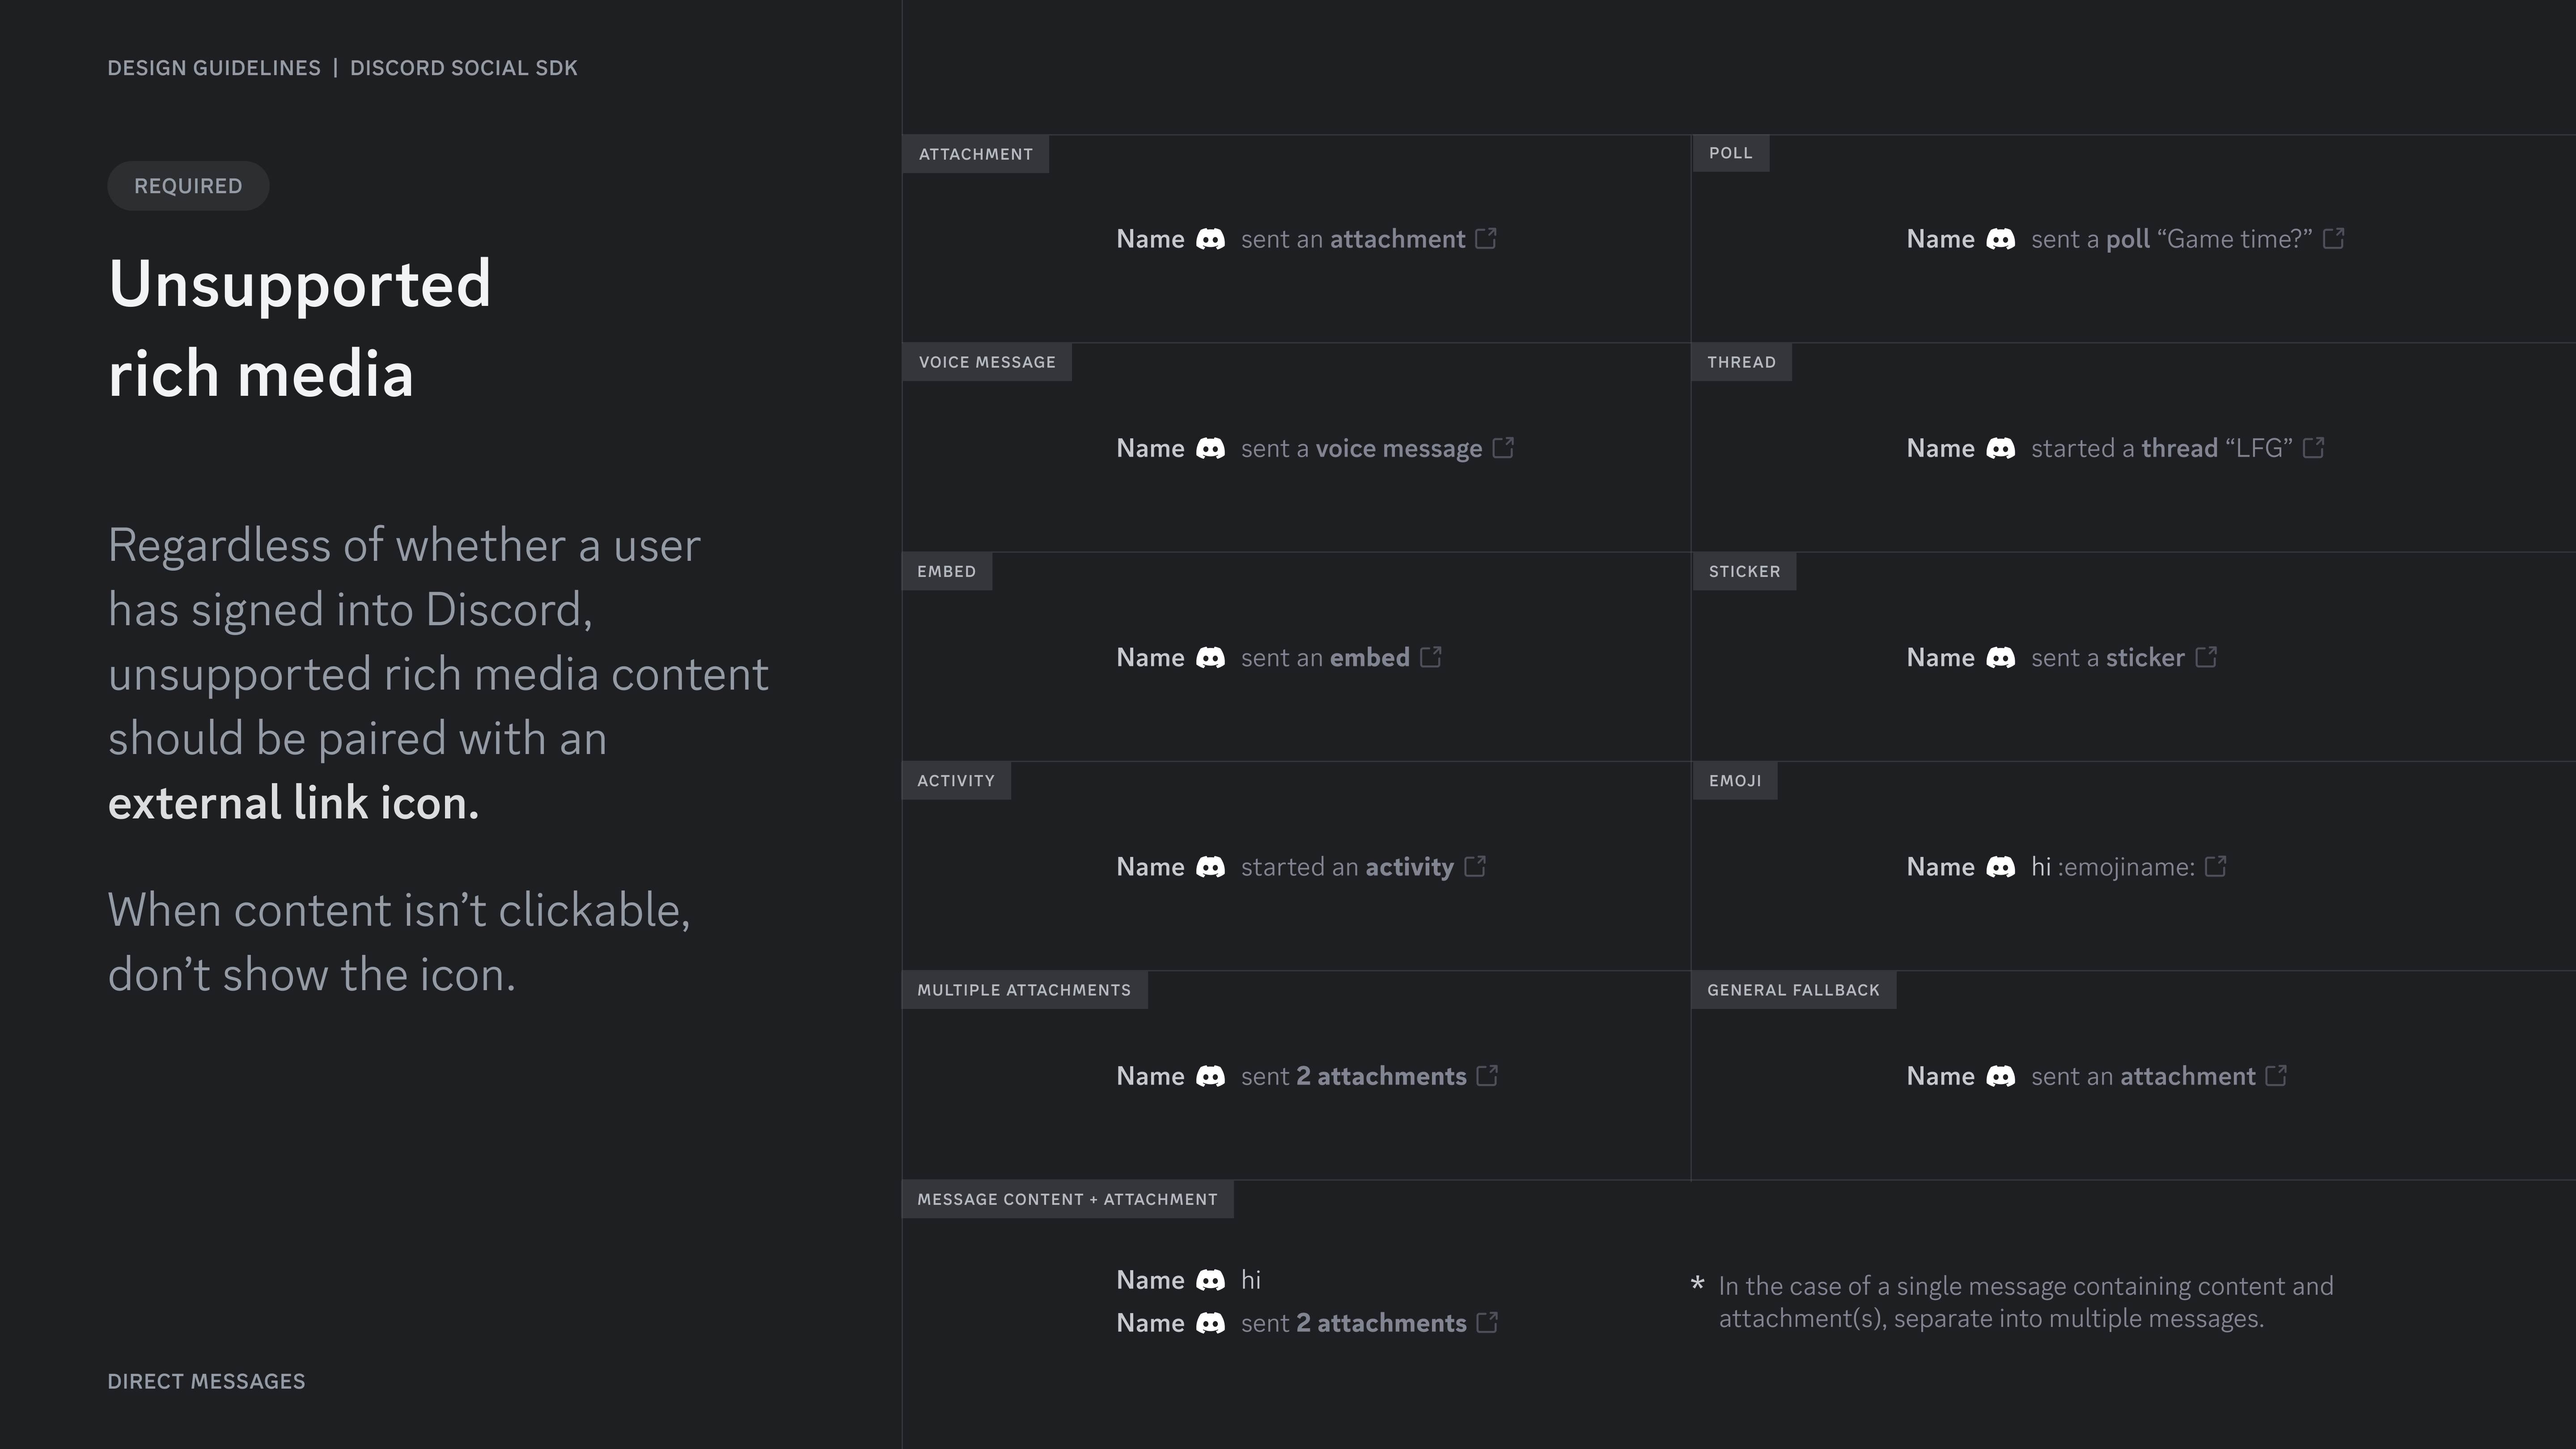 DESIGN GUIDELINES | DISCORD SOCIAL SDK
REQUIRED
Unsupported
rich media
Regardless of whether a user
has signed into Discord,
unsupported rich media content
should be paired with an
external link icon.
When content isn’t clickable,
don’t show the icon.
DIRECT MESSAGES
ATTACHMENT
Name sent an attachment
POLL
Name sent a poll “Game time?”
VOICE MESSAGE
Name sent a voice message
THREAD
Name started a thread “LFG”
EMBED
Name sent an embed
STICKER
Name sent a sticker
ACTIVITY
Name started an activity
EMOJI
Name hi :emojiname:
MULTIPLE ATTACHMENTS
Name sent 2 attachments
GENERAL FALLBACK
Name sent an attachment
MESSAGE CONTENT + ATTACHMENT
Name hi
Name sent 2 attachments
* In the case of a single message containing content and
attachment(s), separate into multiple messages.